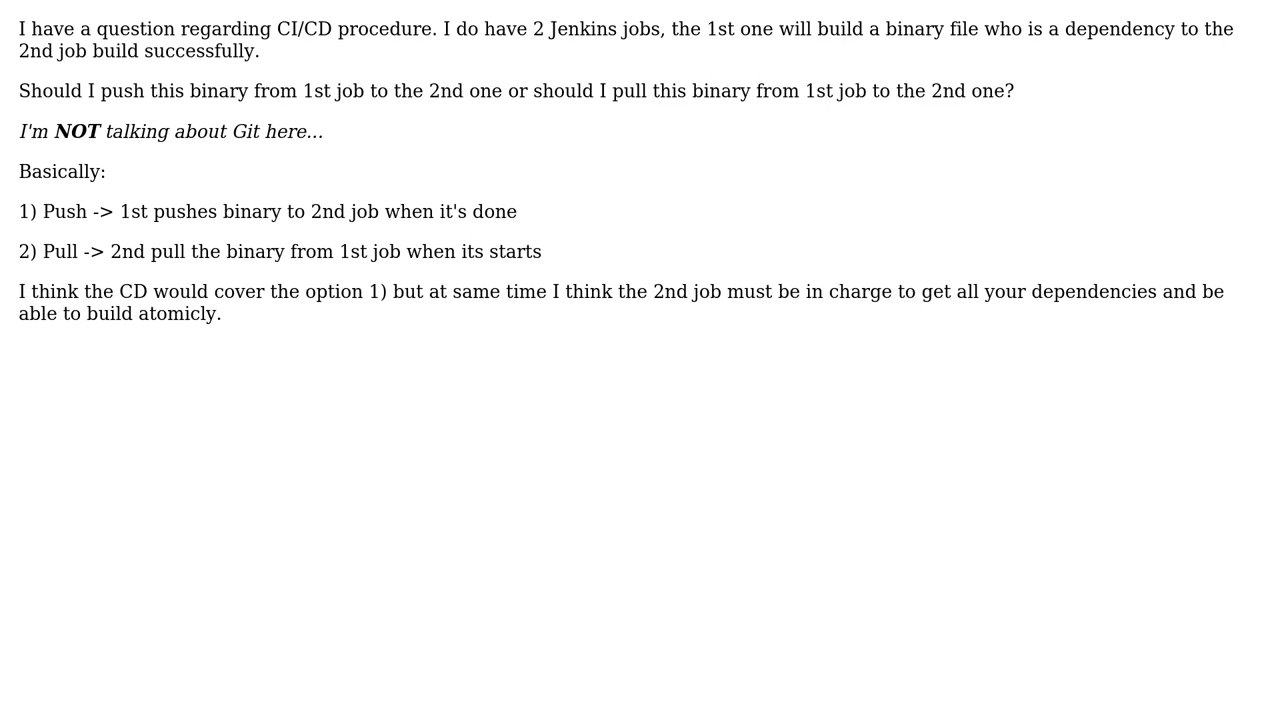 I have a question regarding CI/CD procedure. I do have 2 Jenkins jobs, the 1st one will build a binary file who is a dependency to the
2nd job build successfully.
Should I push this binary from 1st job to the 2nd one or should I pull this binary from 1st job to the 2nd one?
I'm NOT talking about Git here...
Basically:
1) Push -> 1st pushes binary to 2nd job when it's done
2) Pull -> 2nd pull the binary from 1st job when its starts
I think the CD would cover the option 1) but at same time I think the 2nd job must be in charge to get all your dependencies and be
able to build atomicly.